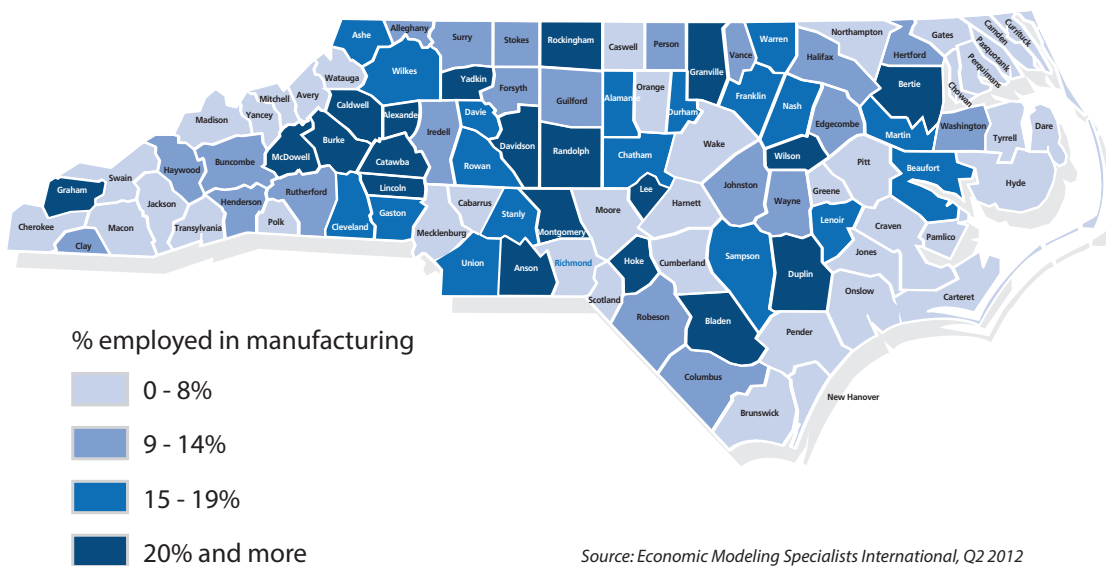 Alleghany
Ashe
Surry
Stokes
Rockingham
Caswell
Person
Granville
Vance
Warren
Northampton
Gates
Camden
Currituck
Pasquotank
Perquimans
Chowan
Halifax
Hertford
Bertie
Watauga
Wilkes
Yadkin
Forsyth
Guilford
Alamance
Orange
Durham
Franklin
Nash
Edgecombe
Martin
Washington
Tyrrell
Dare
Mitchell
Avery
Yancey
Madison
Caldwell
Alexande
Iredell
Davie
Davidson
Randolph
Chatham
Wake
Wilson
Pitt
Beaufort
Hyde
McDowell
Burke
Catawba
Rowan
Buncombe
Haywood
Swain
Graham
Lincoln
Lee
Johnston
Wayne
Greene
Lenoir
Craven
Pamlico
Cherokee
Clay
Macon
Jackson
Transylvania
Henderson
Polk
Rutherford
Cleveland
Gaston
Mecklenburg
Cabarrus
Stanly
Montgomery
Moore
Harnett
Union
Anson
Richmond
Scotland
Hoke
Cumberland
Sampson
Duplin
Jones
Onslow
Carteret
Robeson
Bladen
Pender
Columbus
Brunswick
New Hanover
% employed in manufacturing
0 - 8%
9 - 14%
15 - 19%
20% and more
Source: Economic Modeling Specialists International, Q2 2012